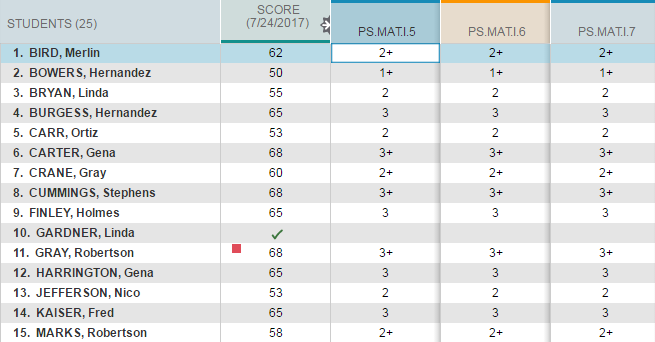 STUDENTS (25) SCORE (7/24/2017) PS.MAT.I.5 PS.MAT.I.6 PS.MAT.I.7
1. BIRD, Merlin 62 2+ 2+ 2+
2. BOWERS, Hernandez 50 1+ 1+ 1+
3. BRYAN, Linda 55 2 2 2
4. BURGESS, Hernandez 65 3 3 3
5. CARR, Ortiz 53 2 2 2
6. CARTER, Gena 68 3+ 3+ 3+
7. CRANE, Gray 60 2+ 2+ 2+
8. CUMMINGS, Stephens 68 3+ 3+ 3+
9. FINLEY, Holmes 65 3 3 3
10. GARDNER, Linda ✓
11. GRAY, Robertson 68 3+ 3+ 3+
12. HARRINGTON, Gena 65 3 3 3
13. JEFFERSON, Nico 53 2 2 2
14. KAISER, Fred 65 3 3 3
15. MARKS, Robertson 58 2+ 2+ 2+